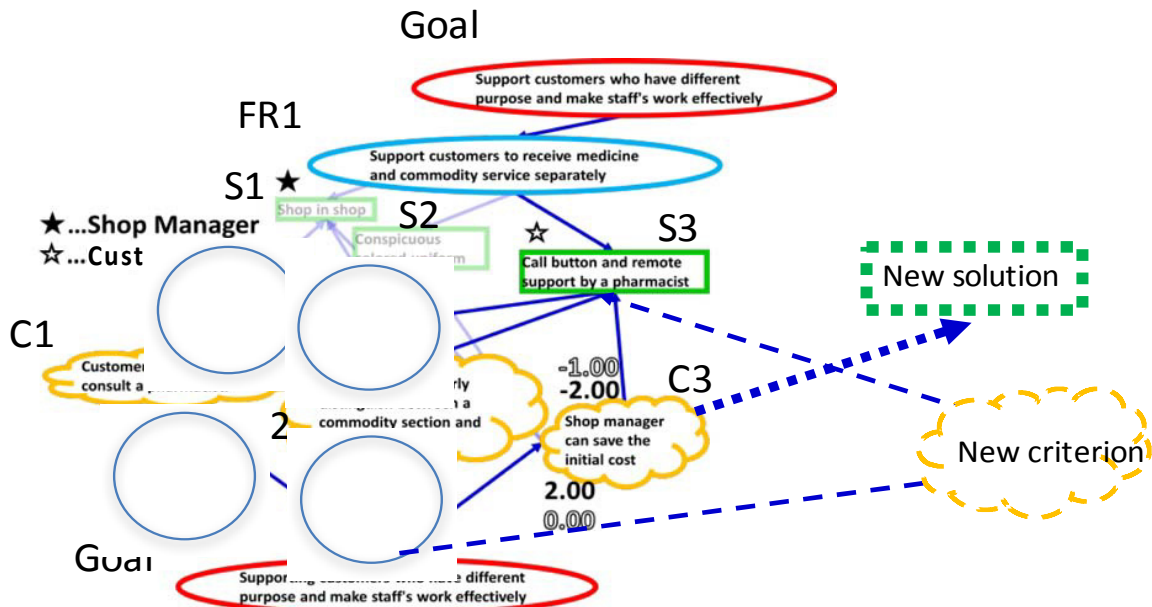 Goal
Support customers who have different
purpose and make staff's work effectively
FR1
Support customers to receive medicine
and commodity service separately
S1 ★
Shop in shop
★...Shop Manager
☆...Cust
S2
Conspicuous
☆
S3
Call button and remote
support by a pharmacist
New solution
C1
Customer
consult a
-1.00
-2.00
C3
2
commodity section and
Shop manager
can save the
initial cost
New criterion
2.00
0.00
Goal
Supporting customers who have different
purpose and make staff's work effectively